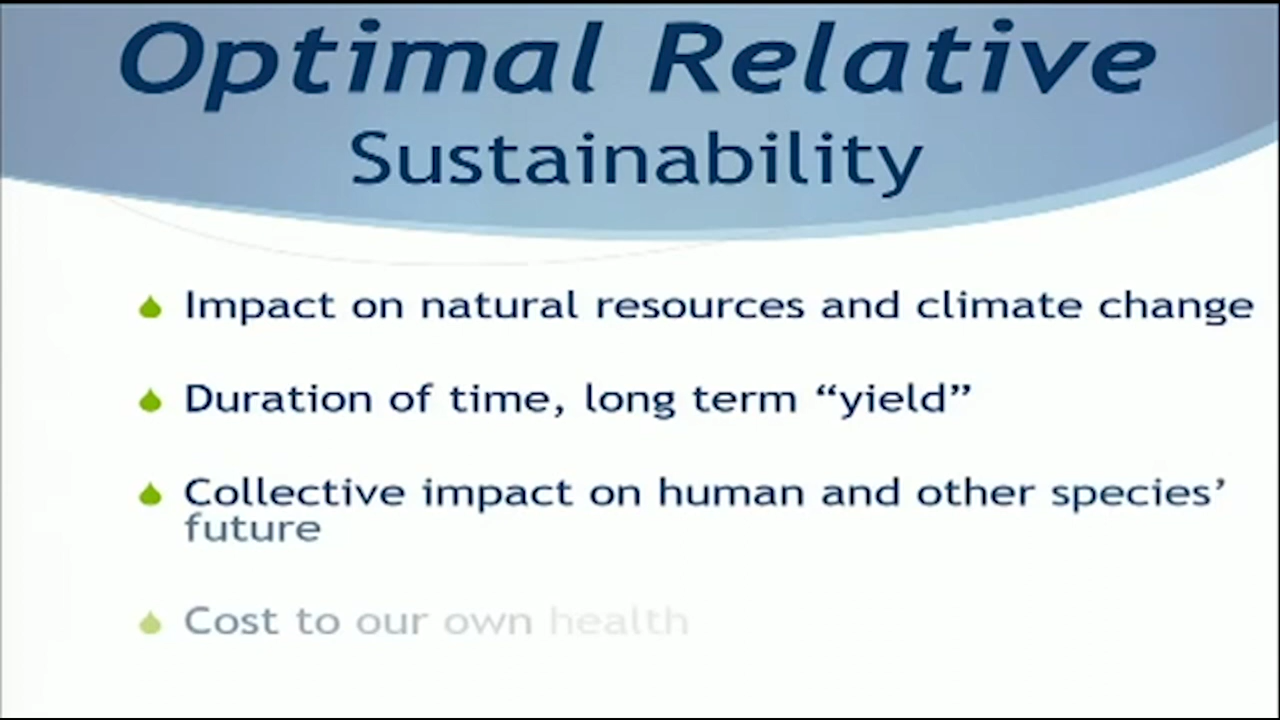 Optimal Relative
Sustainability
Impact on natural resources and climate change
Duration of time, long term “yield”
Collective impact on human and other species’
future
Cost to our own health